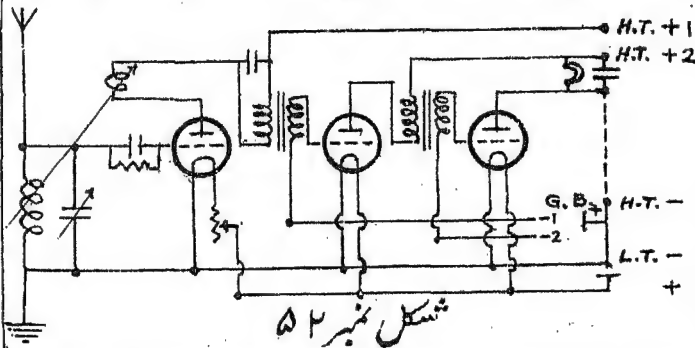 H.T. + 1
H.T. + 2
G.B. +
H.T. -
-1
-2
L.T. -
+
شکل نمبر ۵۲